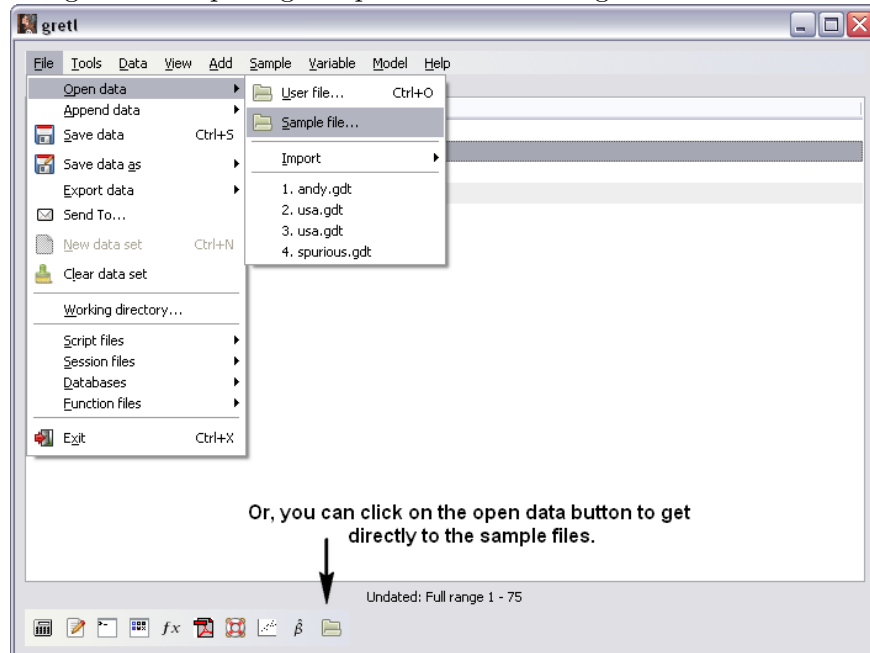 gretl
File Tools Data View Add Sample Variable Model Help
Open data
Append data
Save data Ctrl+S
Save data as
Export data
Send To...
New data set Ctrl+N
Clear data set
Working directory...
Script files
Session files
Databases
Function files
Exit Ctrl+X
User file... Ctrl+O
Sample file...
Import
1. andy.gdt
2. usa.gdt
3. usa.gdt
4. spurious.gdt
Or, you can click on the open data button to get
directly to the sample files.
Undated: Full range 1 - 75
fx β̂